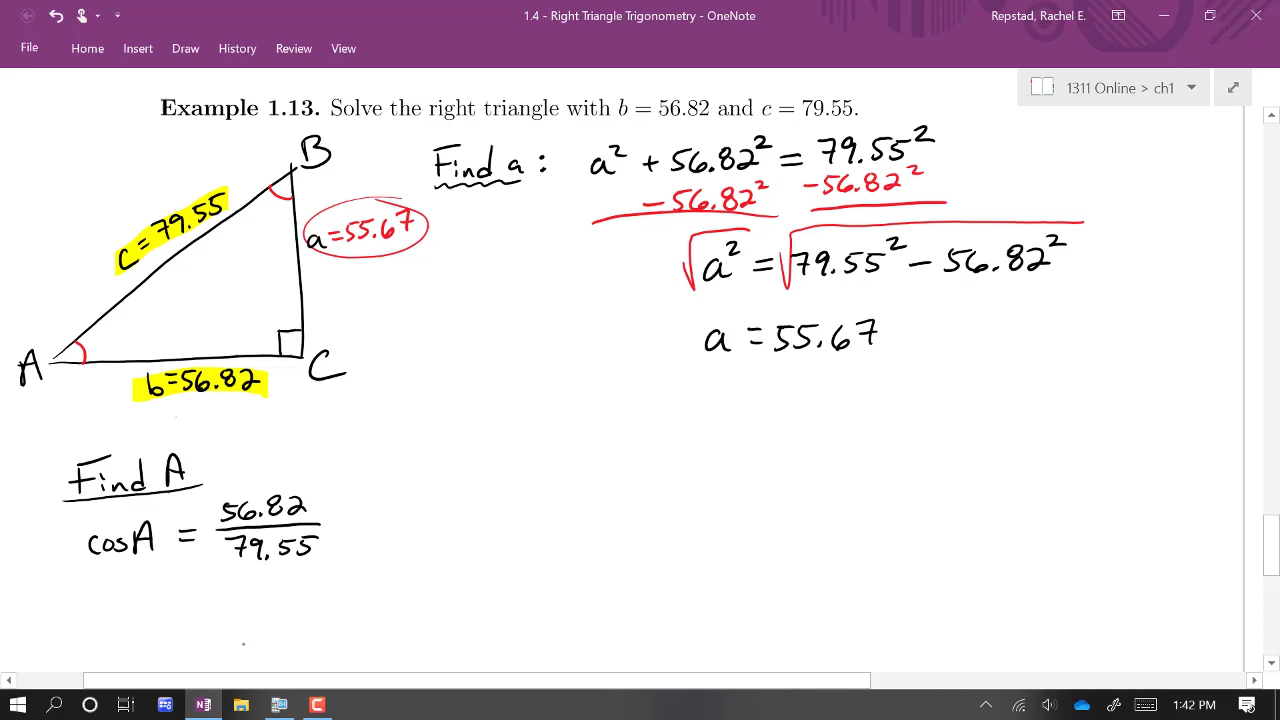 1.4 - Right Triangle Trigonometry - OneNote
Repstad, Rachel E.
File Home Insert Draw History Review View
1311 Online > ch1
Example 1.13. Solve the right triangle with b = 56.82 and c = 79.55.
B
c = 79.55
a = 55.67
A
b = 56.82
C
Find a : a² + 56.82² = 79.55²
- 56.82² - 56.82²
√a² = √79.55² - 56.82²
a = 55.67
Find A
cos A = 56.82
79.55
1:42 PM